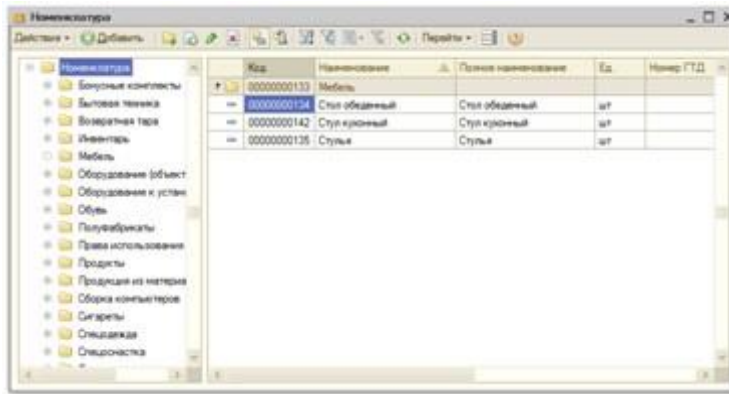 Номенклатура
Действия Добавить Перейти
Номенклатура
Бонусные комплекты
Бытовая техника
Возвратная тара
Инвентарь
Мебель
Оборудование (объект
Оборудование к устан
Обувь
Полуфабрикаты
Права использования
Продукты
Продукция из материа
Сборка компьютеров
Сигареты
Спецодежда
Спецоснастка
Код Наименование Полное наименование Ед. Номер ГТД
00000000133 Мебель
00000000134 Стол обеденный Стол обеденный шт
00000000142 Стул кухонный Стул кухонный шт
00000000135 Стулья Стулья шт